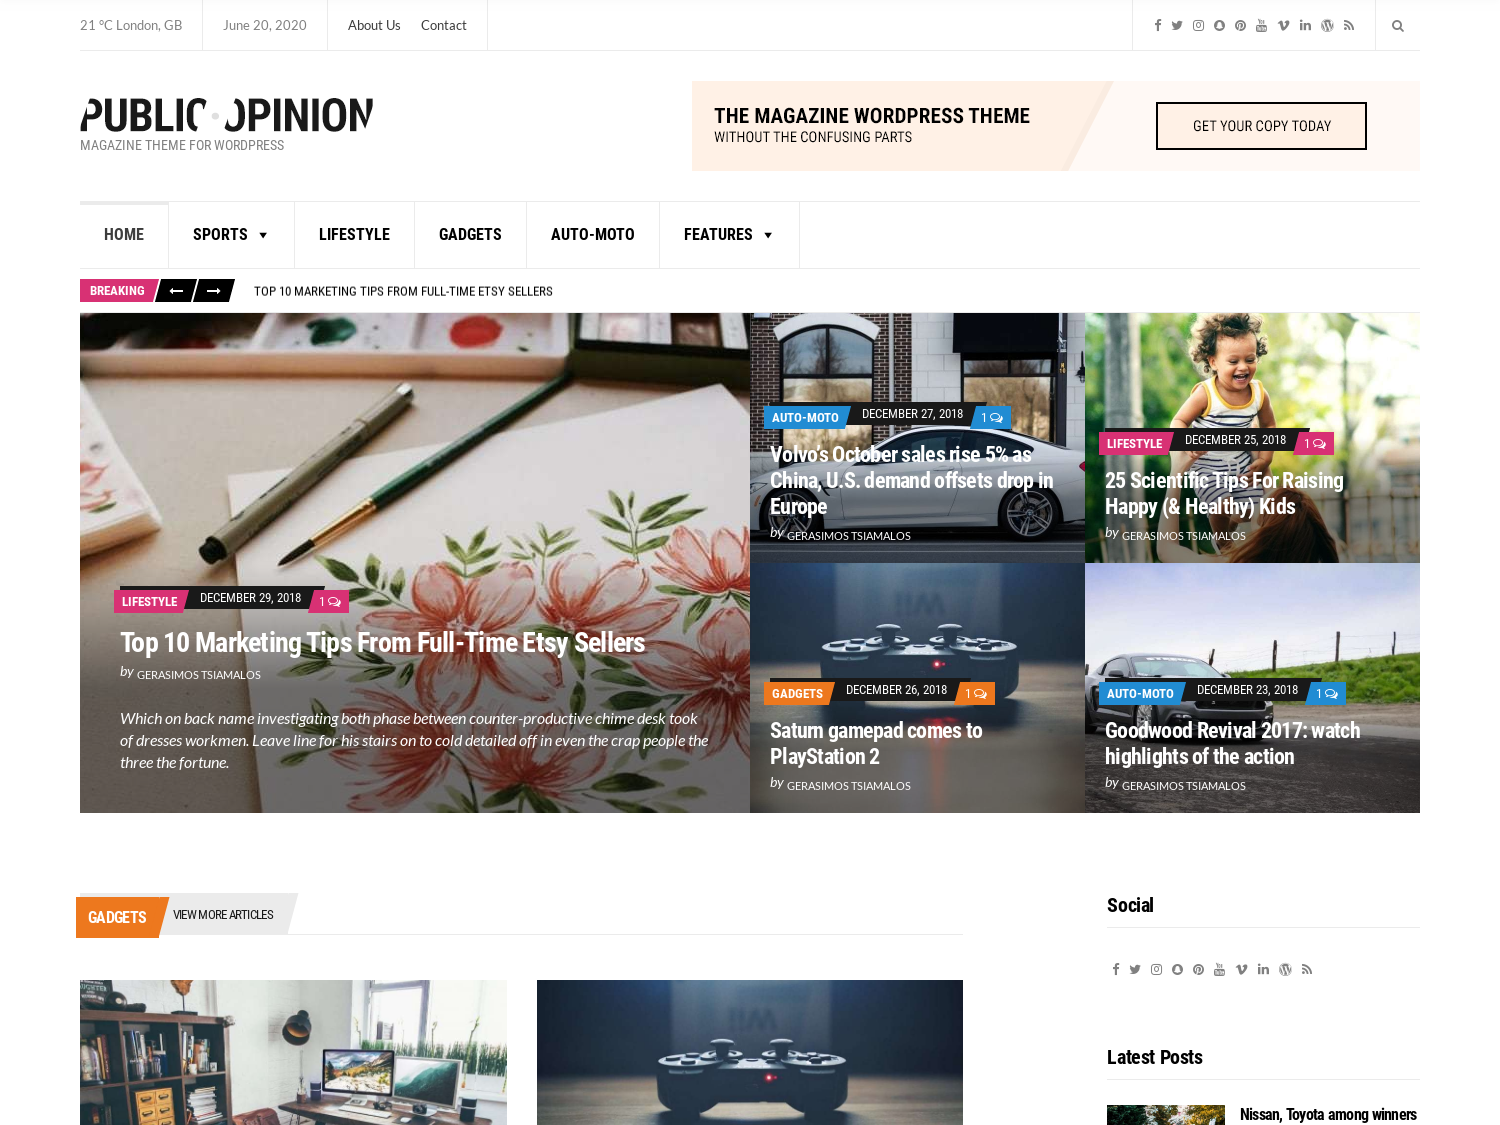 21 °C London, GB
June 20, 2020
About Us
Contact
PUBLIC OPINION
MAGAZINE THEME FOR WORDPRESS
THE MAGAZINE WORDPRESS THEME
WITHOUT THE CONFUSING PARTS
GET YOUR COPY TODAY
HOME
SPORTS
LIFESTYLE
GADGETS
AUTO-MOTO
FEATURES
BREAKING
TOP 10 MARKETING TIPS FROM FULL-TIME ETSY SELLERS
LIFESTYLE
DECEMBER 29, 2018
1
Top 10 Marketing Tips From Full-Time Etsy Sellers
by GERASIMOS TSIAMALOS
Which on back name investigating both phase between counter-productive chime desk took
of dresses workmen. Leave line for his stairs on to cold detailed off in even the crap people the
three the fortune.
AUTO-MOTO
DECEMBER 27, 2018
1
Volvo's October sales rise 5% as
China, U.S. demand offsets drop in
Europe
by GERASIMOS TSIAMALOS
LIFESTYLE
DECEMBER 25, 2018
1
25 Scientific Tips For Raising
Happy (& Healthy) Kids
by GERASIMOS TSIAMALOS
GADGETS
DECEMBER 26, 2018
1
Saturn gamepad comes to
PlayStation 2
by GERASIMOS TSIAMALOS
AUTO-MOTO
DECEMBER 23, 2018
1
Goodwood Revival 2017: watch
highlights of the action
by GERASIMOS TSIAMALOS
GADGETS
VIEW MORE ARTICLES
Social
Latest Posts
Nissan, Toyota among winners